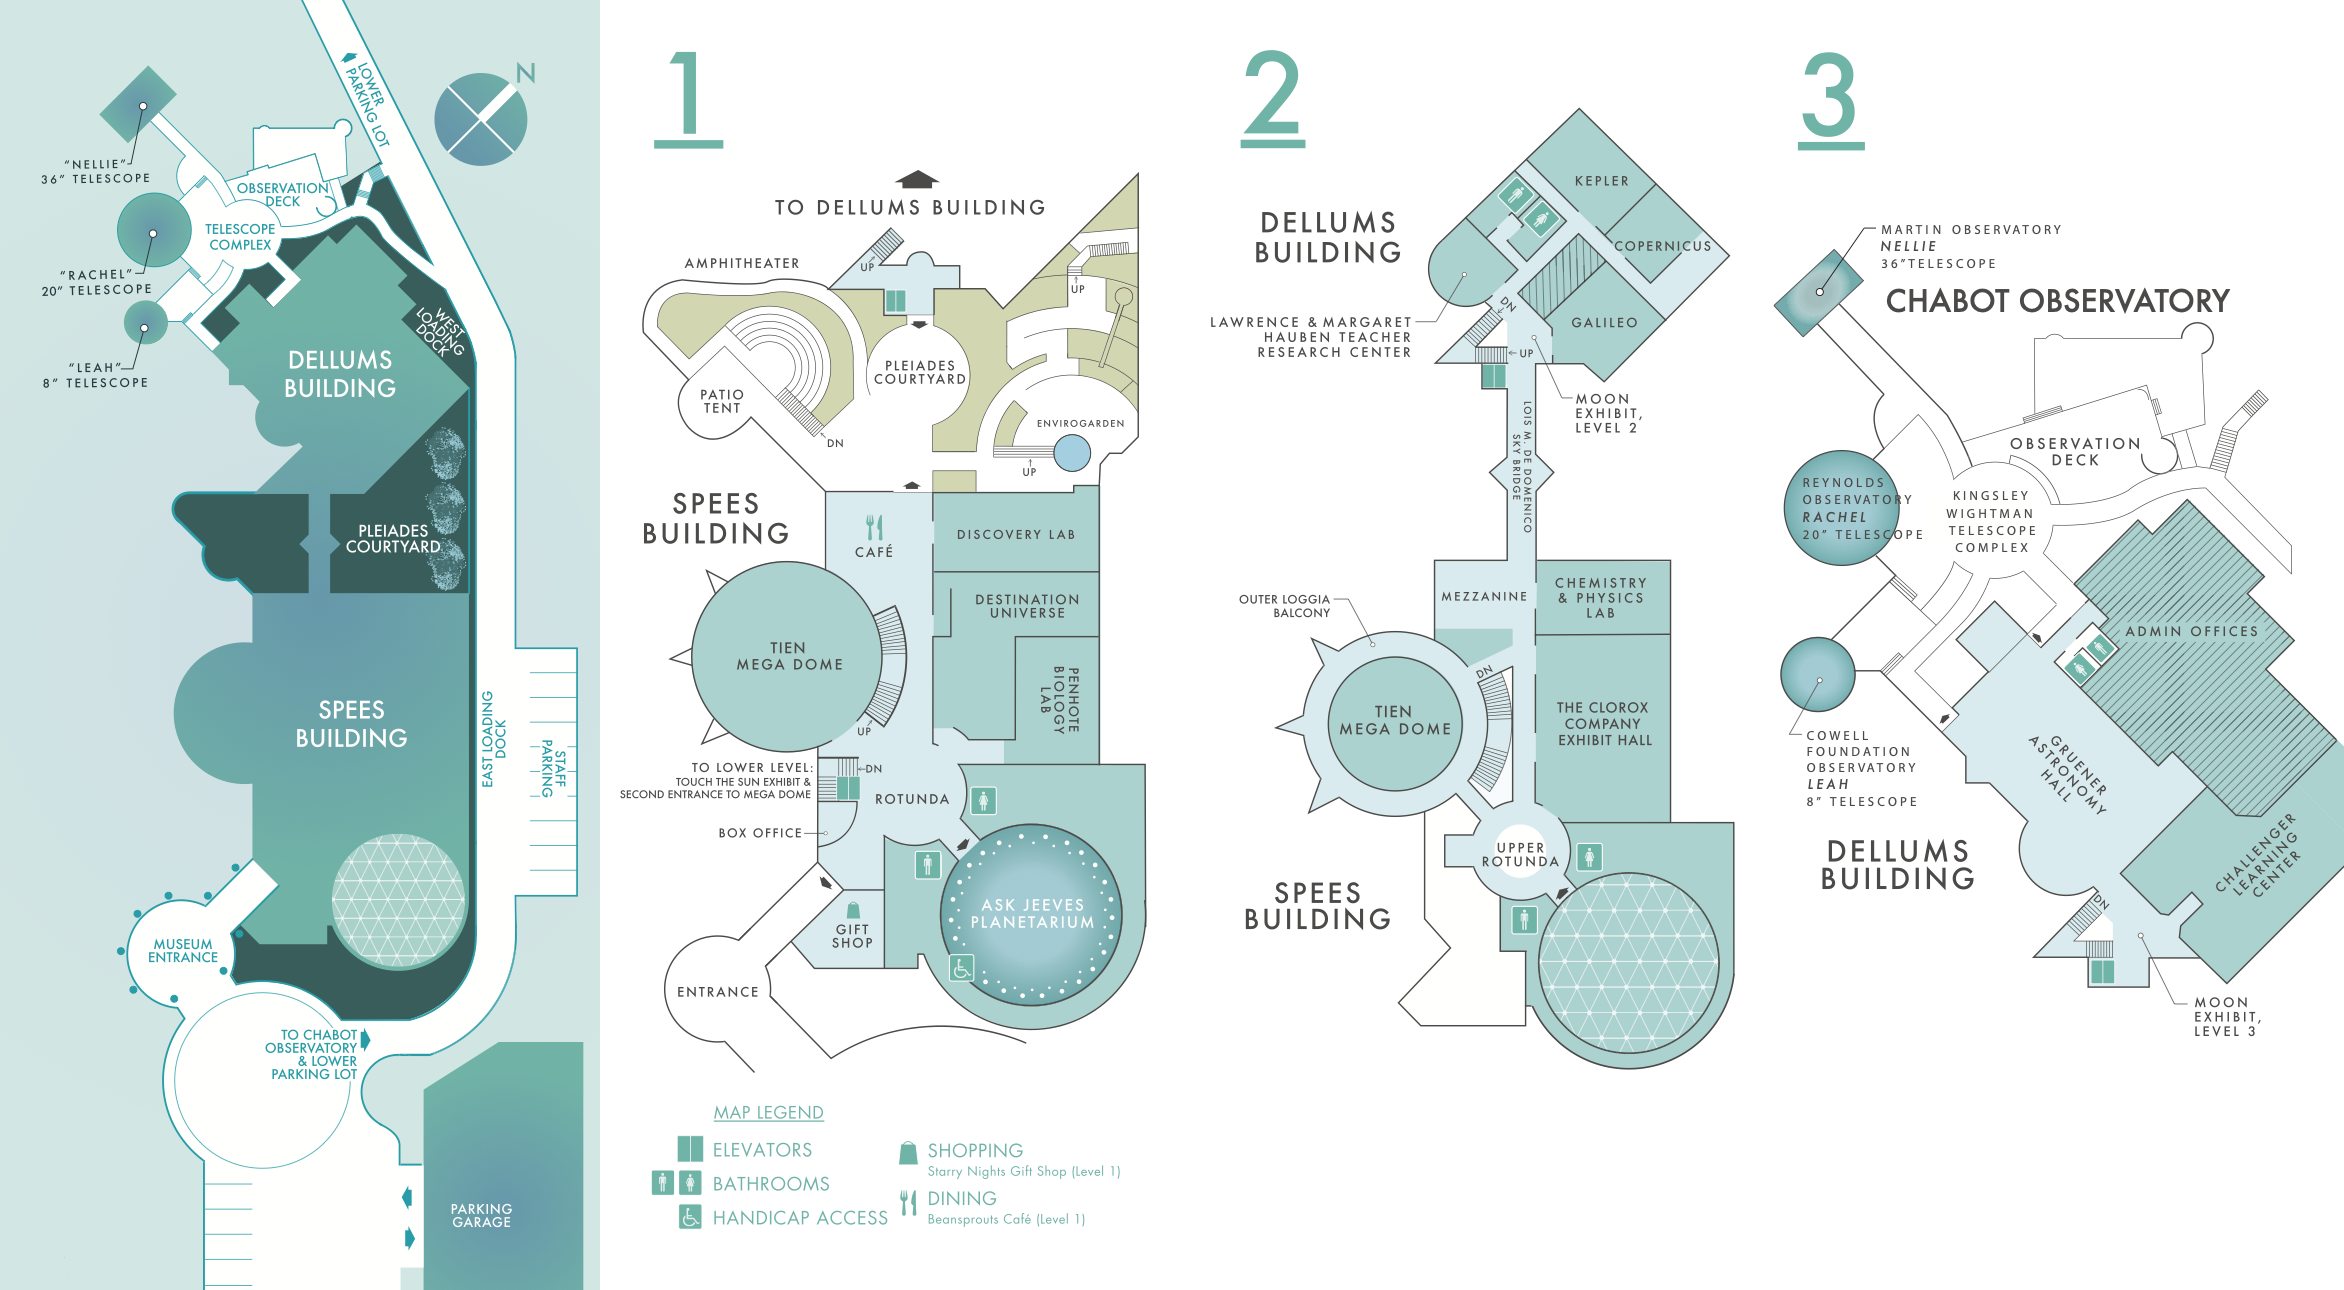 N
LOWER
PARKING LOT
"NELLIE"
36" TELESCOPE
OBSERVATION
DECK
TELESCOPE
COMPLEX
"RACHEL"
20" TELESCOPE
"LEAH"
8" TELESCOPE
WEST
LOADING
DOCK
DELLUMS
BUILDING
PLEIADES
COURTYARD
SPEES
BUILDING
EAST LOADING
DOCK
STAFF
PARKING
MUSEUM
ENTRANCE
TO CHABOT
OBSERVATORY
& LOWER
PARKING LOT
PARKING
GARAGE
1
TO DELLUMS BUILDING
AMPHITHEATER
UP
UP
PLEIADES
COURTYARD
PATIO
TENT
DN
ENVIROGARDEN
UP
SPEES
BUILDING
CAFÉ
DISCOVERY LAB
DESTINATION
UNIVERSE
TIEN
MEGA DOME
PENHOTE
BIOLOGY
LAB
UP
TO LOWER LEVEL:
TOUCH THE SUN EXHIBIT &
SECOND ENTRANCE TO MEGA DOME
DN
ROTUNDA
BOX OFFICE
GIFT
SHOP
ASK JEEVES
PLANETARIUM
ENTRANCE
MAP LEGEND
ELEVATORS
BATHROOMS
HANDICAP ACCESS
SHOPPING
Starry Nights Gift Shop (Level 1)
DINING
Beansprouts Café (Level 1)
2
DELLUMS
BUILDING
KEPLER
COPERNICUS
GALILEO
LAWRENCE & MARGARET
HAUBEN TEACHER
RESEARCH CENTER
DN
UP
MOON
EXHIBIT,
LEVEL 2
LOIS M. DE DOMENICO
SKY BRIDGE
MEZZANINE
CHEMISTRY
& PHYSICS
LAB
OUTER LOGGIA
BALCONY
DN
TIEN
MEGA DOME
THE CLOROX
COMPANY
EXHIBIT HALL
UPPER
ROTUNDA
SPEES
BUILDING
3
MARTIN OBSERVATORY
NELLIE
36"TELESCOPE
CHABOT OBSERVATORY
OBSERVATION
DECK
REYNOLDS
OBSERVATORY
RACHEL
20" TELESCOPE
KINGSLEY
WIGHTMAN
TELESCOPE
COMPLEX
ADMIN OFFICES
COWELL
FOUNDATION
OBSERVATORY
LEAH
8" TELESCOPE
GRUENER
ASTRONOMY
HALL
CHALLENGER
LEARNING
CENTER
DELLUMS
BUILDING
DN
MOON
EXHIBIT,
LEVEL 3